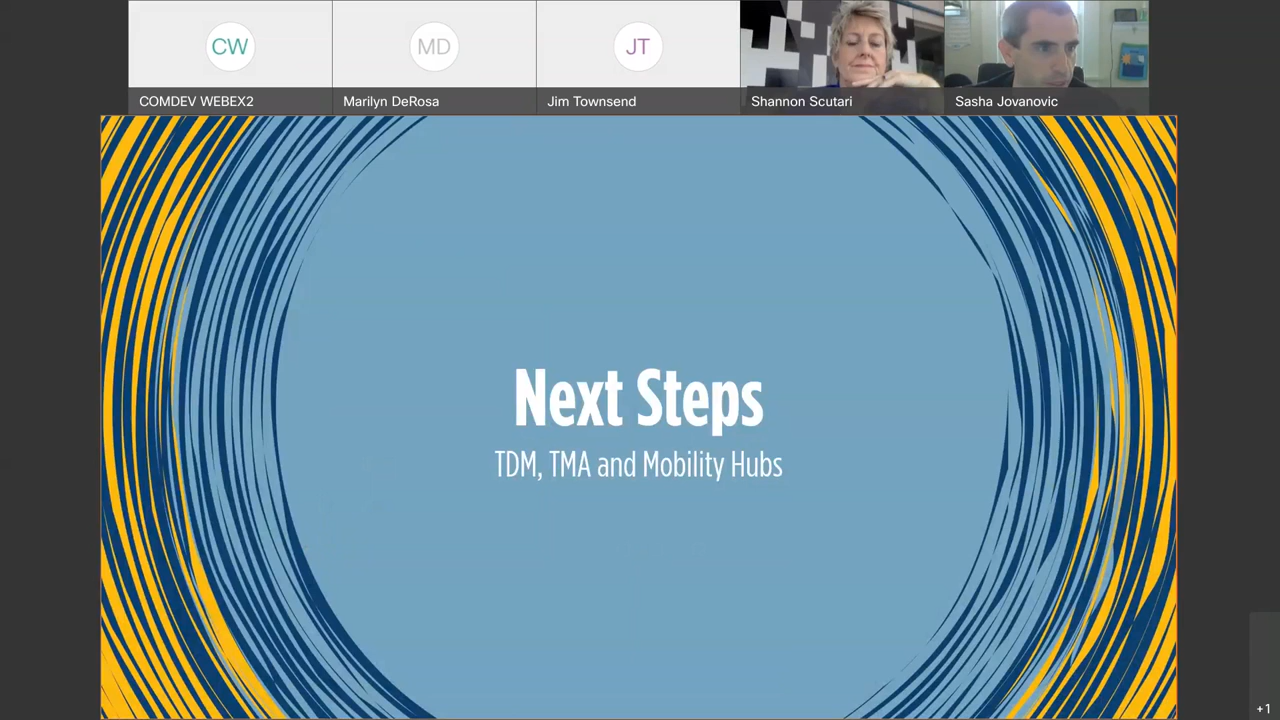 CW
MD
JT
COMDEV WEBEX2
Marilyn DeRosa
Jim Townsend
Shannon Scutari
Sasha Jovanovic
Next Steps
TDM, TMA and Mobility Hubs
+1